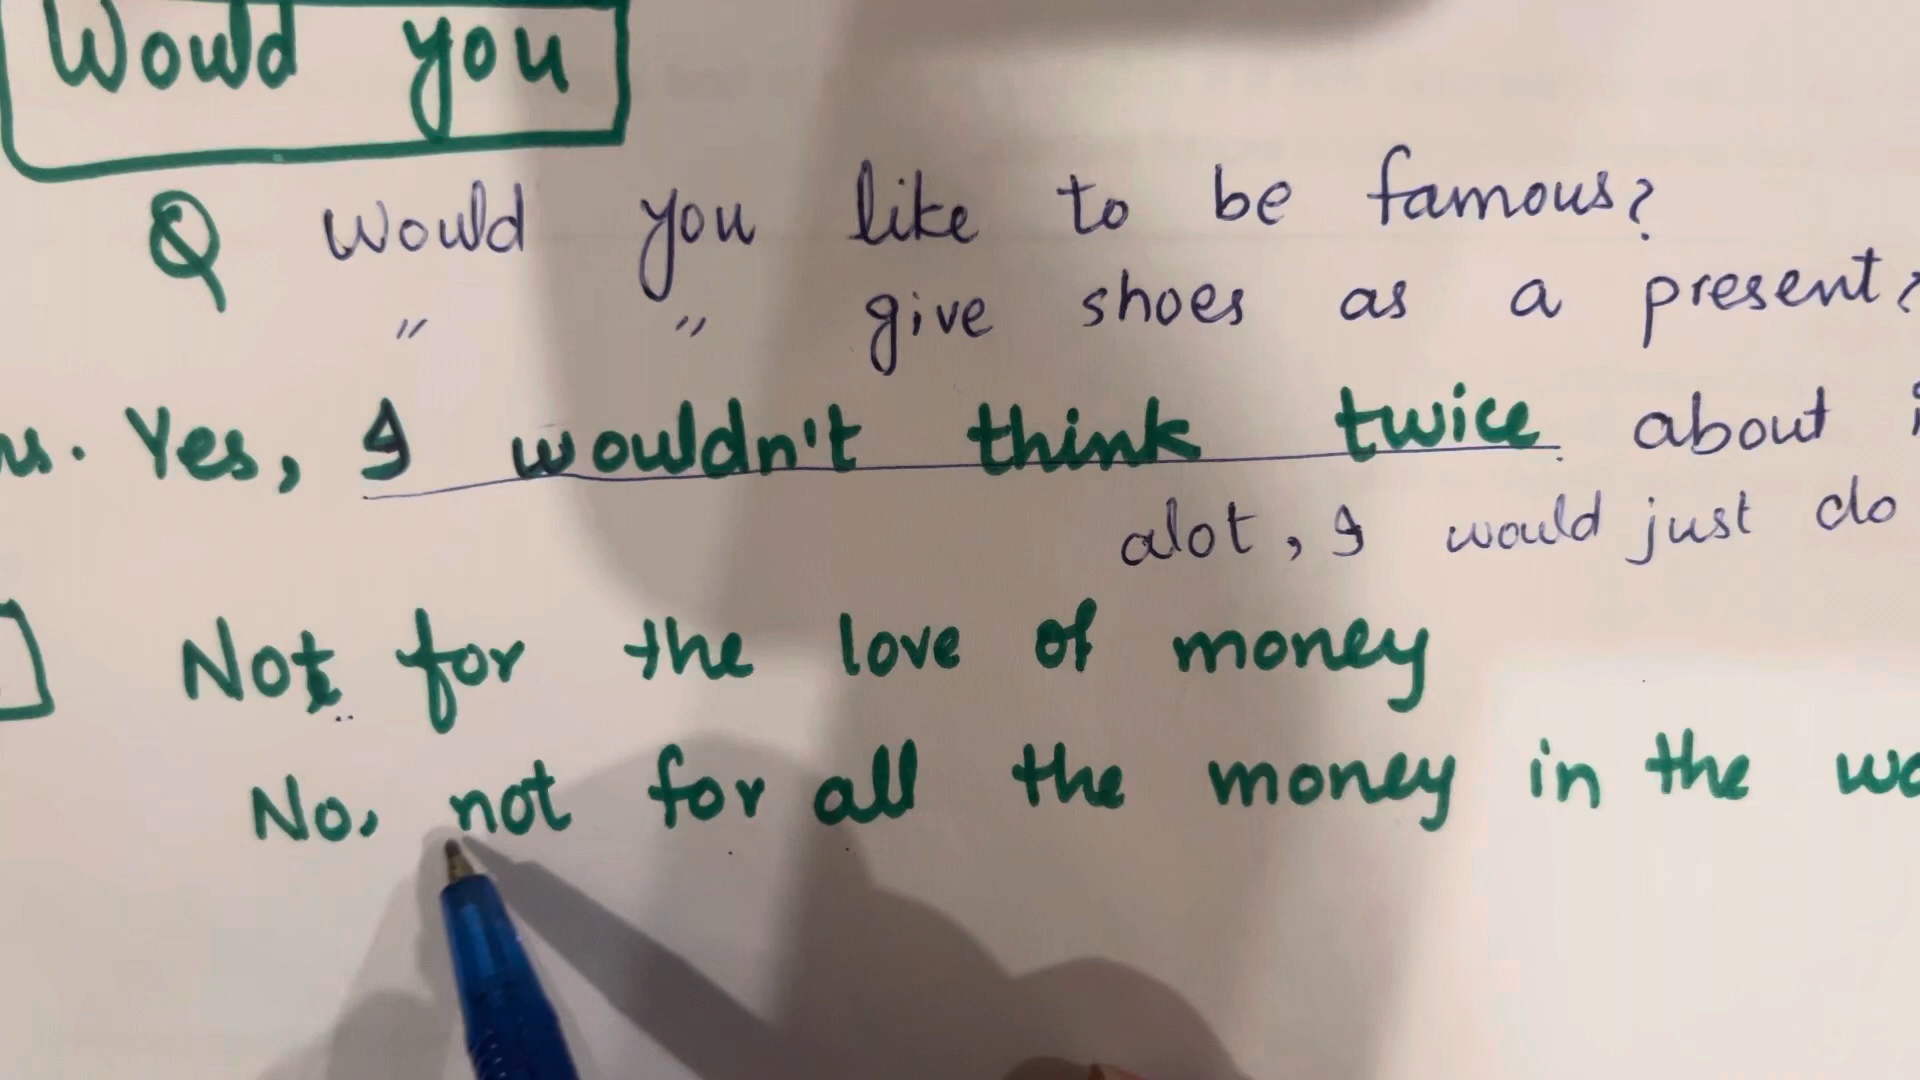 Would you
Q Would you like to be famous?
" " give shoes as a present?
Yes, I wouldn't think twice about
alot, I would just do
Not for the love of money
No, not for all the money in the